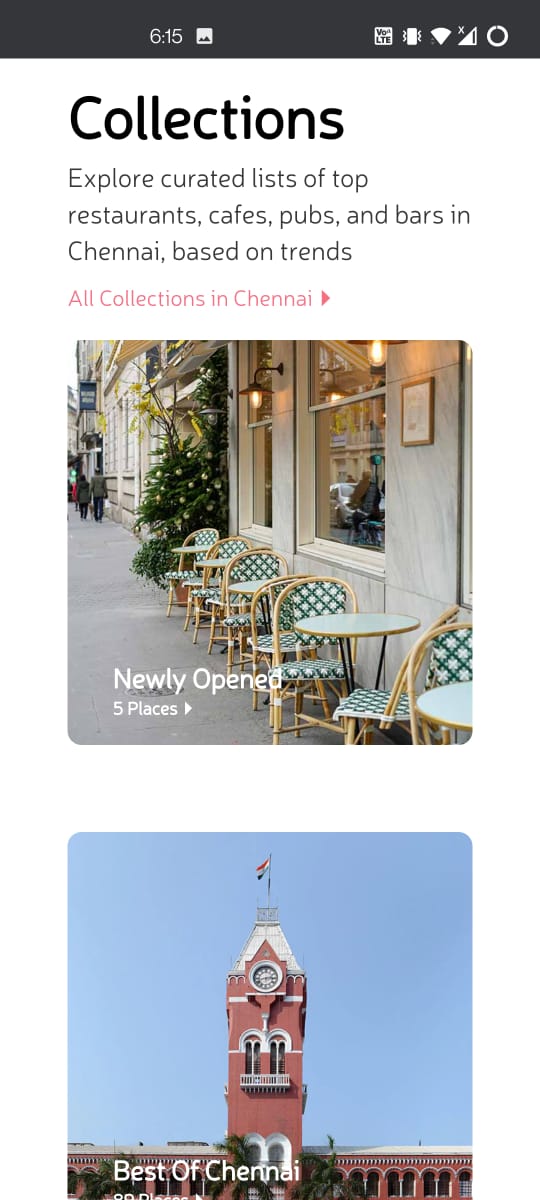 6:15
Vo))
LTE
X
Collections
Explore curated lists of top
restaurants, cafes, pubs, and bars in
Chennai, based on trends
All Collections in Chennai
Newly Opened
5 Places
Best Of Chennai
89 Places